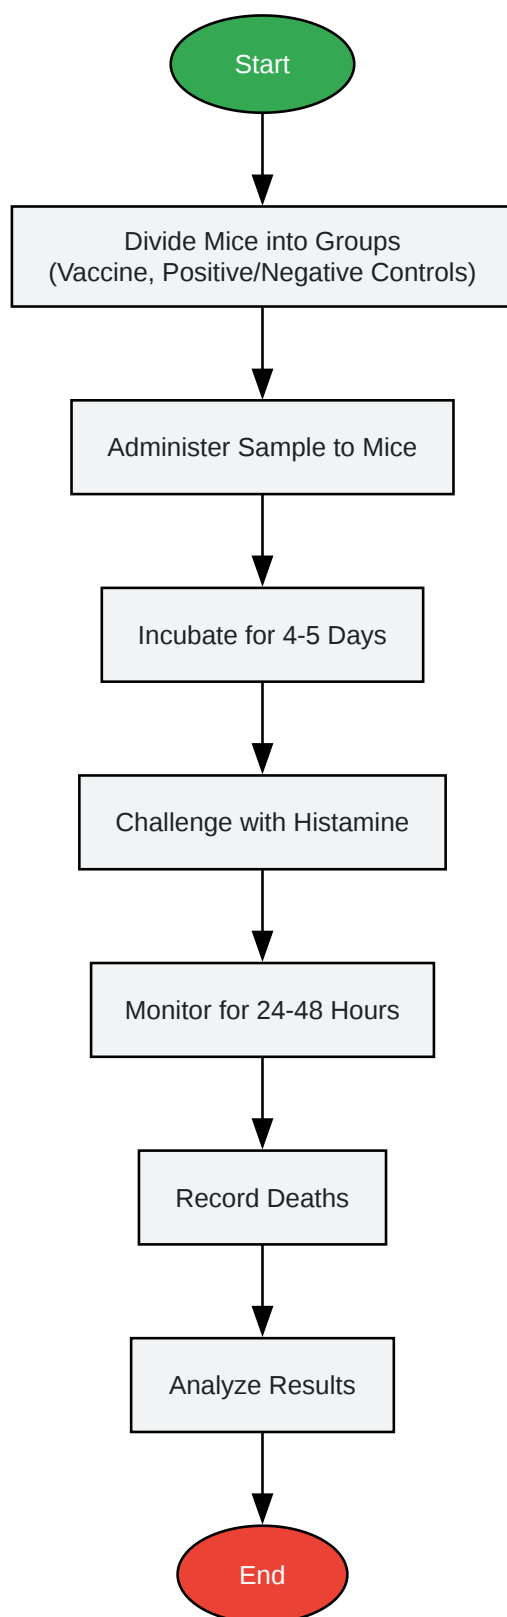 Start
Divide Mice into Groups
(Vaccine, Positive/Negative Controls)
Administer Sample to Mice
Incubate for 4-5 Days
Challenge with Histamine
Monitor for 24-48 Hours
Record Deaths
Analyze Results
End